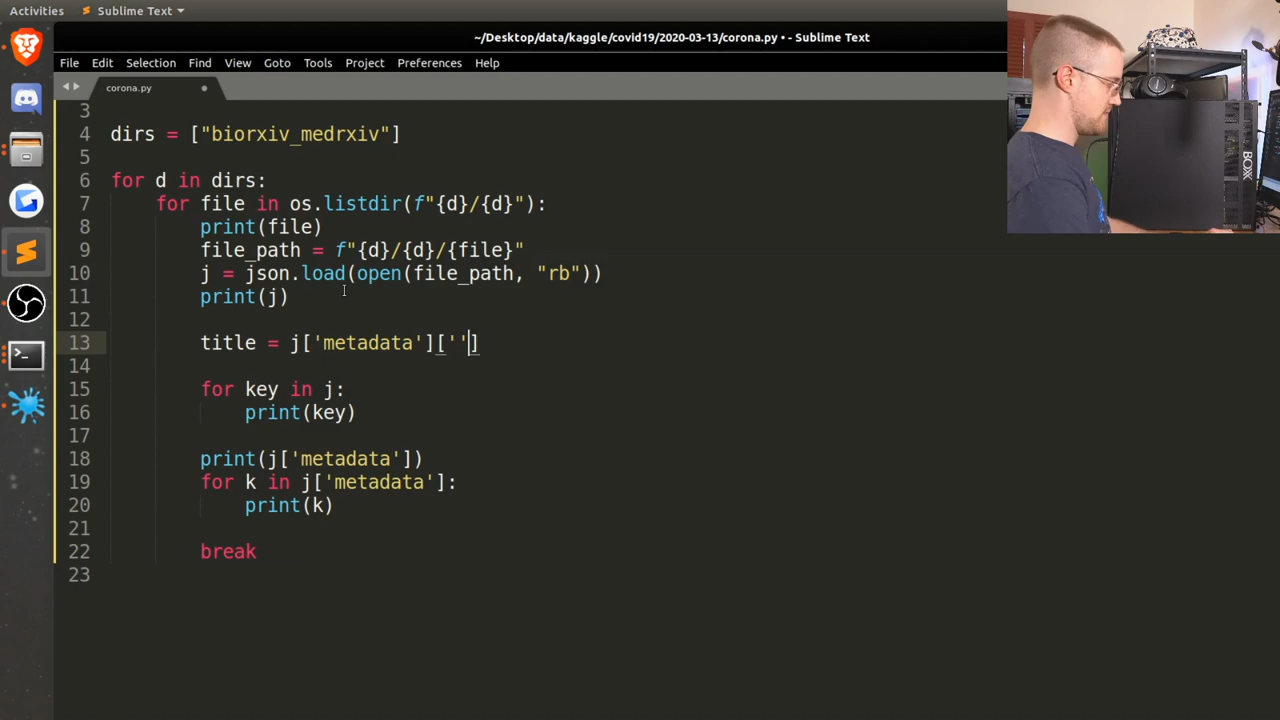 Activities Sublime Text
~/Desktop/data/kaggle/covid19/2020-03-13/corona.py • - Sublime Text
File Edit Selection Find View Goto Tools Project Preferences Help
corona.py
3
4 dirs = ["biorxiv_medrxiv"]
5
6 for d in dirs:
7 for file in os.listdir(f"{d}/{d}"):
8 print(file)
9 file_path = f"{d}/{d}/{file}"
10 j = json.load(open(file_path, "rb"))
11 print(j)
12
13 title = j['metadata']['']
14
15 for key in j:
16 print(key)
17
18 print(j['metadata'])
19 for k in j['metadata']:
20 print(k)
21
22 break
23
BOXX